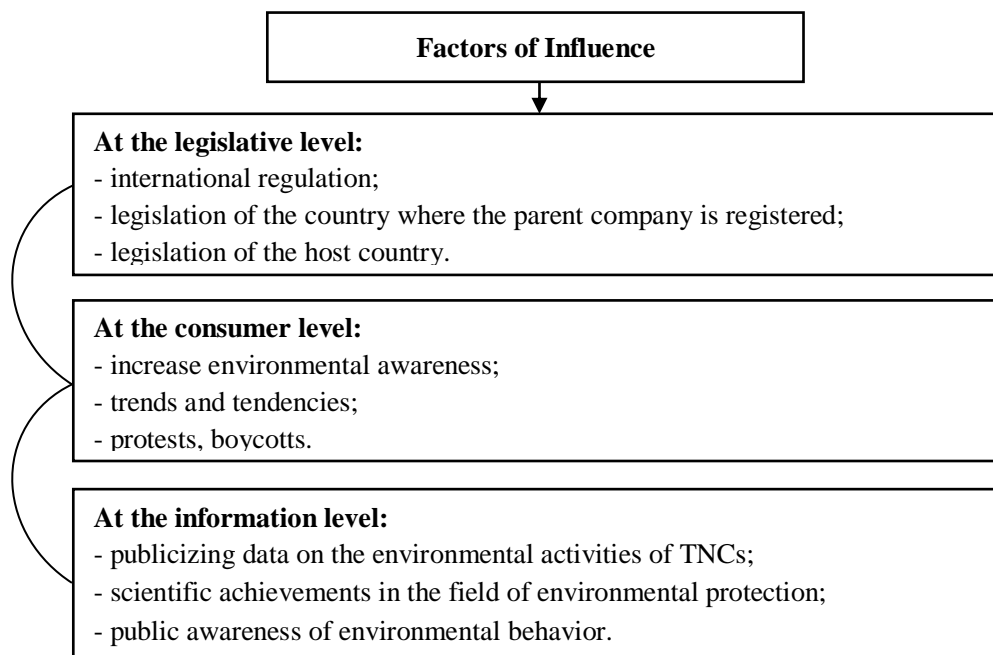 Factors of Influence
At the legislative level:
- international regulation;
- legislation of the country where the parent company is registered;
- legislation of the host country.
At the consumer level:
- increase environmental awareness;
- trends and tendencies;
- protests, boycotts.
At the information level:
- publicizing data on the environmental activities of TNCs;
- scientific achievements in the field of environmental protection;
- public awareness of environmental behavior.